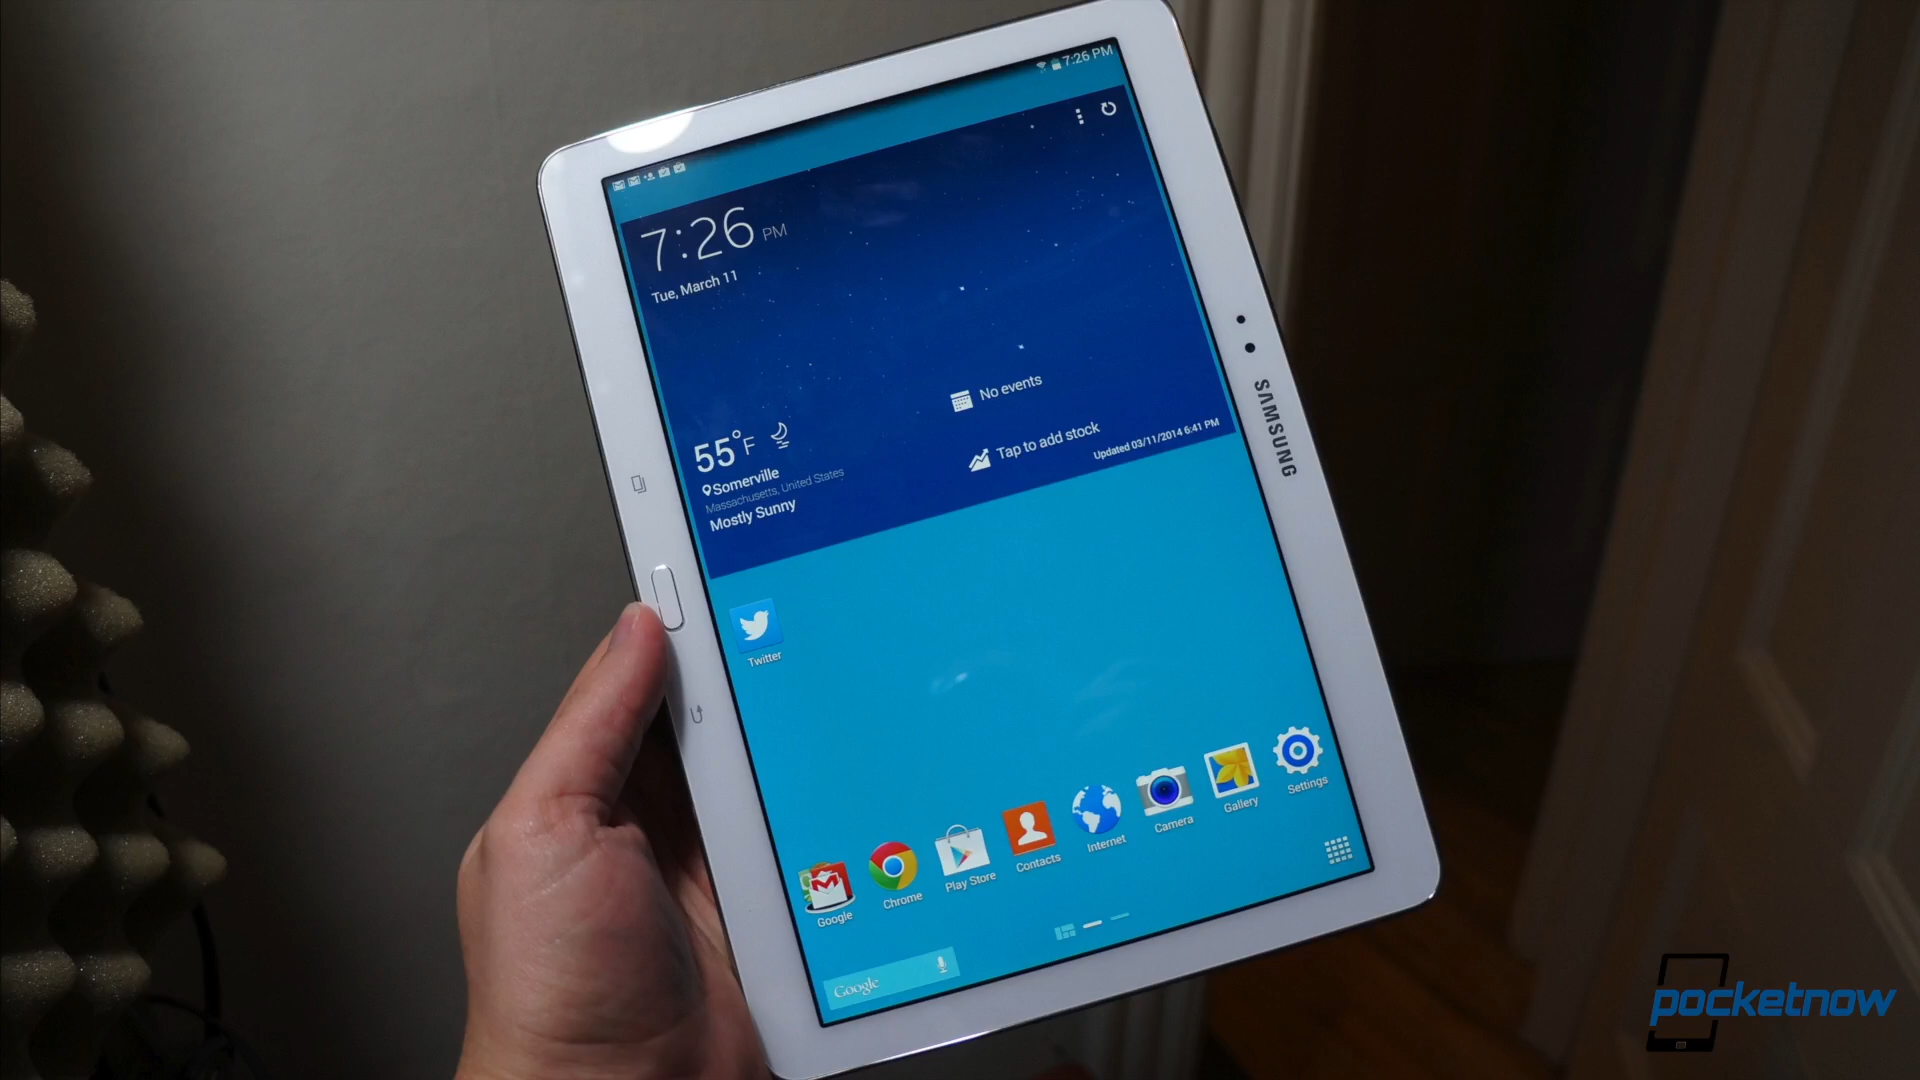 7:26 PM
7:26 PM
Tue, March 11
No events
Tap to add stock
Updated 03/11/2014 6:41 PM
55°F
Somerville
Massachusetts, United States
Mostly Sunny
SAMSUNG
Twitter
Google
Chrome
Play Store
Contacts
Internet
Camera
Gallery
Settings
Google
pocketnow